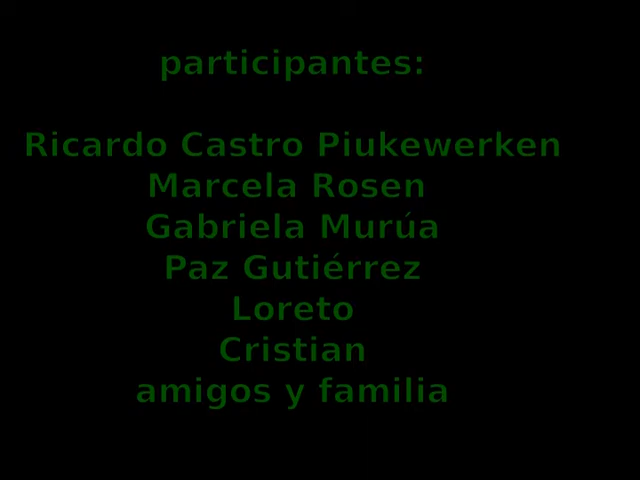 participantes:
Ricardo Castro Piukewerken
Marcela Rosen
Gabriela Murúa
Paz Gutiérrez
Loreto
Cristian
amigos y familia